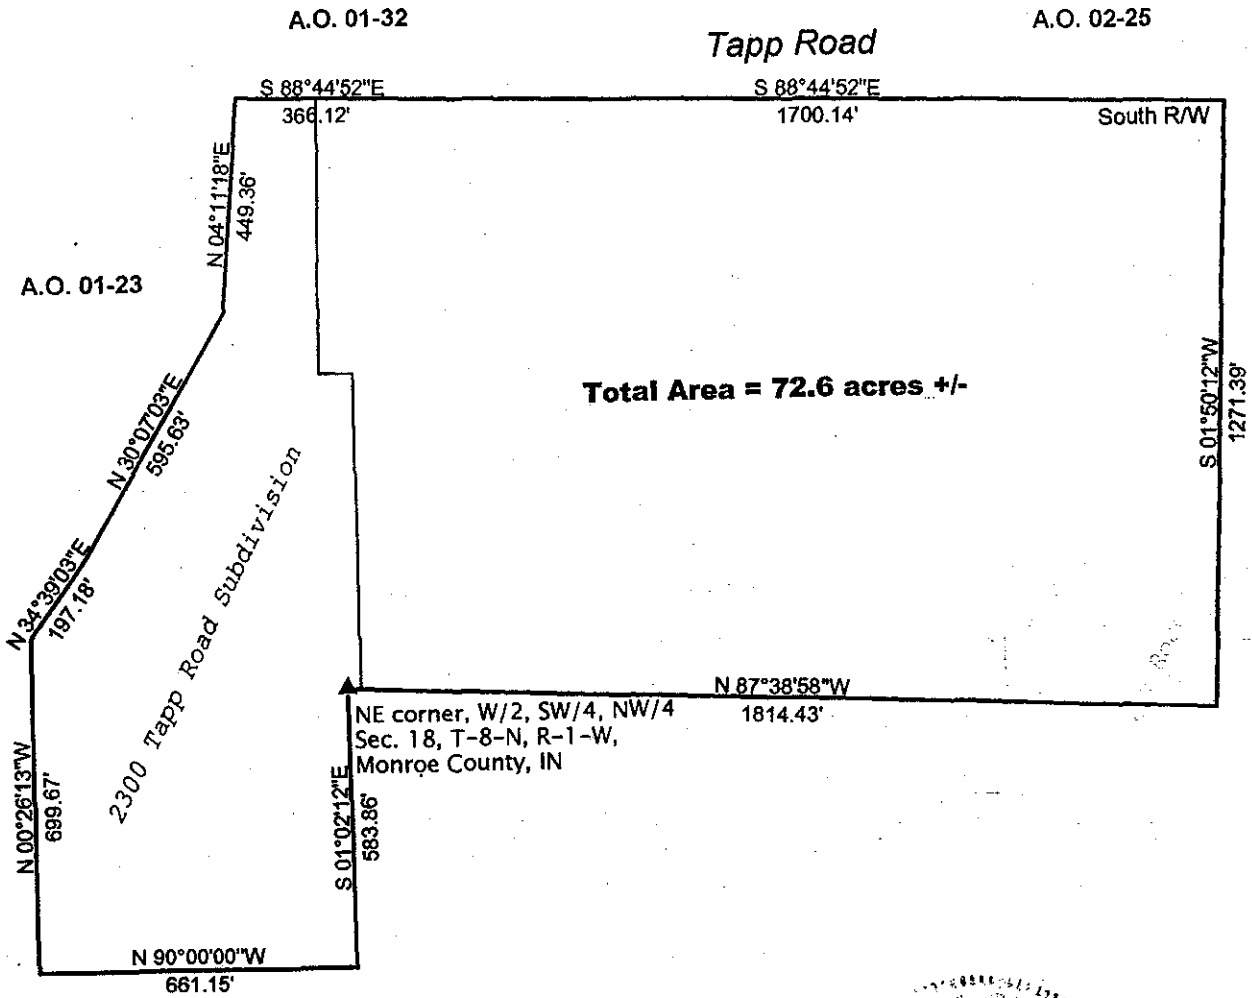 A.O. 01-32
A.O. 02-25
Tapp Road
S 88°44'52"E
366.12'
S 88°44'52"E
1700.14'
South R/W
N 04°11'18"E
449.36'
A.O. 01-23
N 30°07'03"E
595.63'
Total Area = 72.6 acres +/-
S 01°50'12"W
1271.39'
N 34°39'03"E
197.18'
2300 Tapp Road Subdivision
N 87°38'58"W
1814.43'
NE corner, W/2, SW/4, NW/4
Sec. 18, T-8-N, R-1-W,
Monroe County, IN
N 00°26'13"W
699.67'
S 01°02'12"E
583.86'
N 90°00'00"W
661.15'